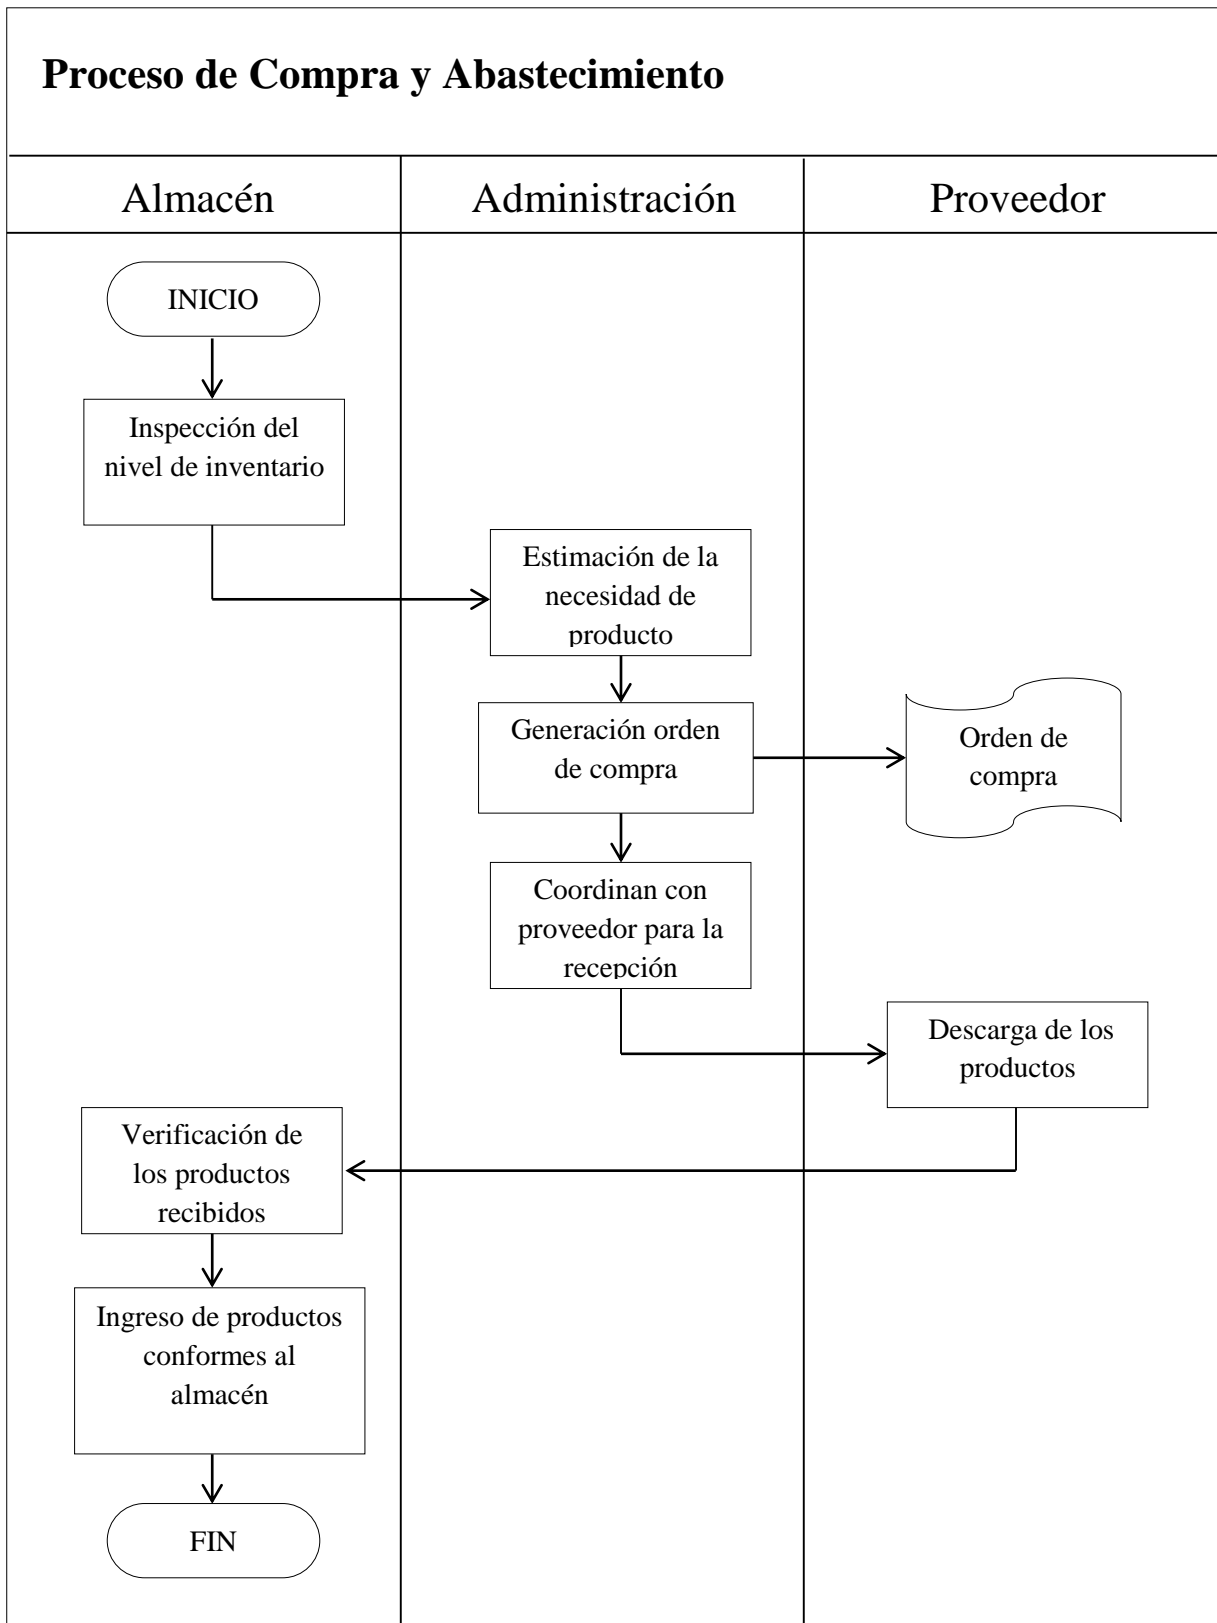 Proceso de Compra y Abastecimiento
Almacén
Administración
Proveedor
INICIO
Inspección del
nivel de inventario
Estimación de la
necesidad de
producto
Generación orden
de compra
Orden de
compra
Coordinan con
proveedor para la
recepción
Descarga de los
productos
Verificación de
los productos
recibidos
Ingreso de productos
conformes al
almacén
FIN